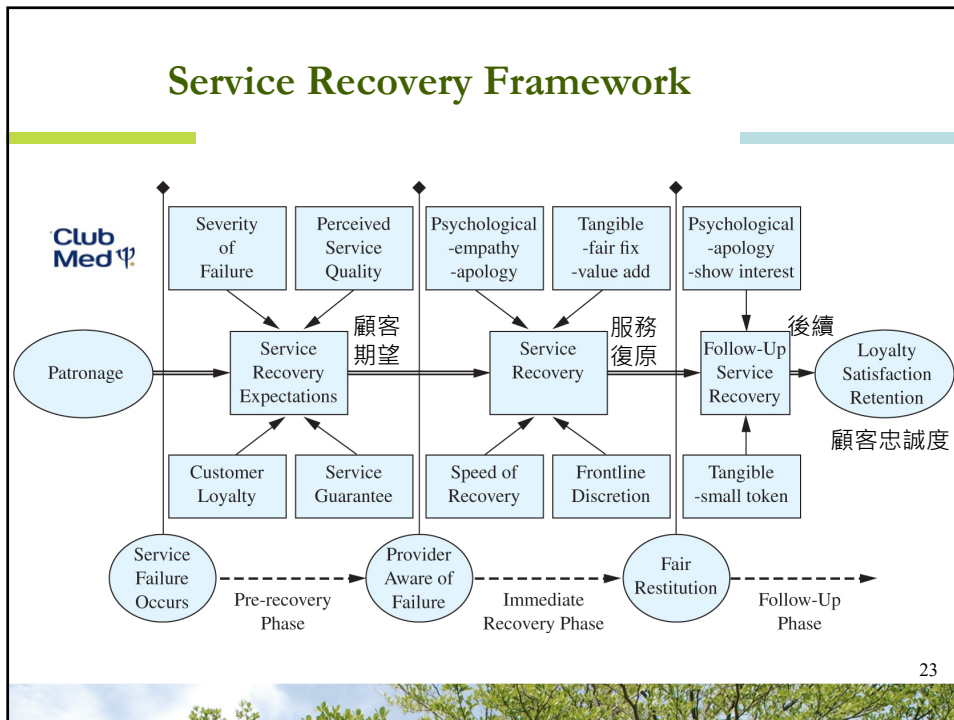 Service Recovery Framework
Club
Med
Severity
of
Failure
Perceived
Service
Quality
Psychological
-empathy
-apology
Tangible
-fair fix
-value add
Psychological
-apology
-show interest
Patronage
Service
Recovery
Expectations
顧客
期望
Service
Recovery
服務
復原
Follow-Up
Service
Recovery
後續
Loyalty
Satisfaction
Retention
顧客忠誠度
Customer
Loyalty
Service
Guarantee
Speed of
Recovery
Frontline
Discretion
Tangible
-small token
Service
Failure
Occurs
Pre-recovery
Phase
Provider
Aware of
Failure
Immediate
Recovery Phase
Fair
Restitution
Follow-Up
Phase
23